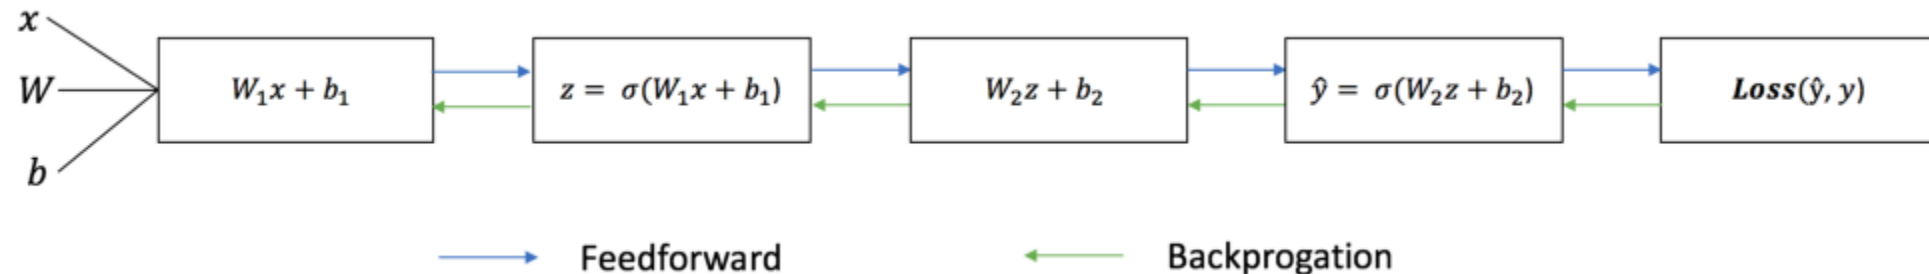 x
W
b
W₁x + b₁
z = σ(W₁x + b₁)
W₂z + b₂
ŷ = σ(W₂z + b₂)
Loss(ŷ, y)
Feedforward
Backprogation